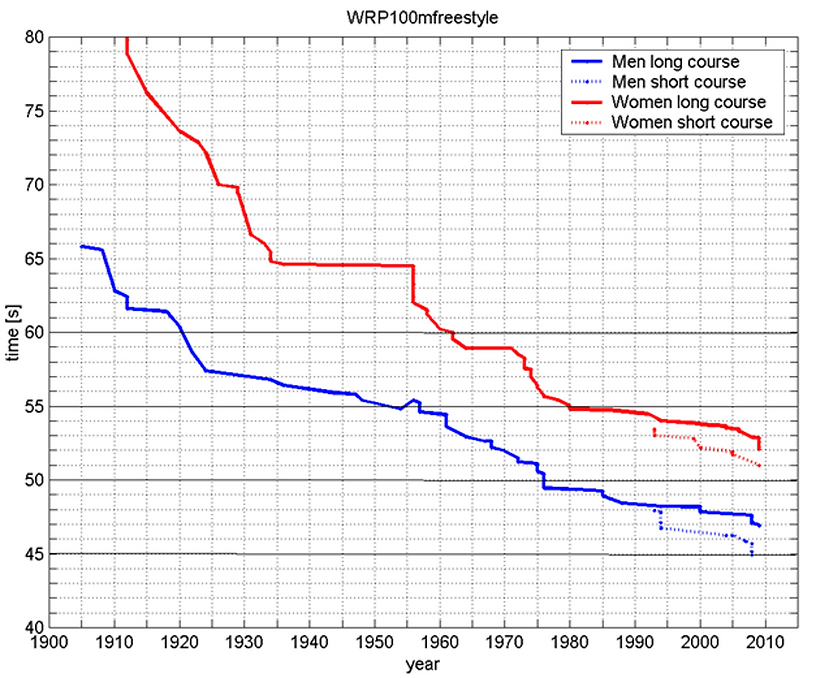 WRP100mfreestyle
80
75
70
65
60
55
50
45
40
time [s]
Men long course
Men short course
Women long course
Women short course
1900 1910 1920 1930 1940 1950 1960 1970 1980 1990 2000 2010
year